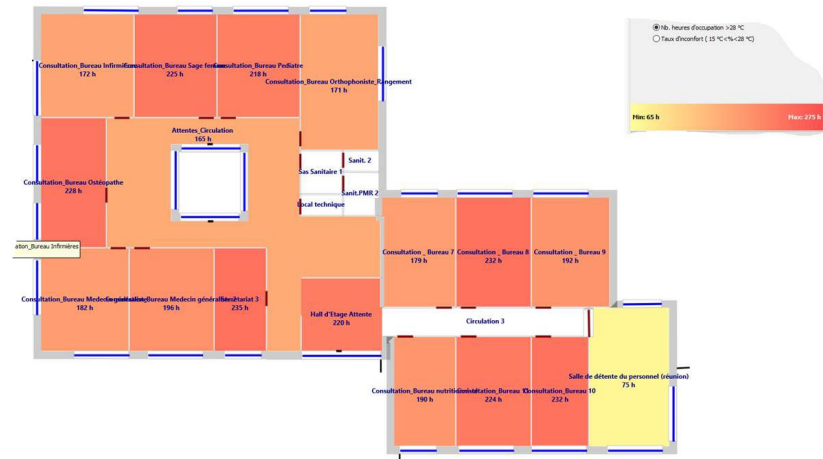 Nb. heures d'occupation >28 °C
Taux d'inconfort ( 15 °C<%<28 °C)
Min: 65 h
Max: 275 h
Consultation_Bureau Infirmières
172 h
Consultation_Bureau Sage femme
225 h
Consultation_Bureau Pediatre
218 h
Consultation_Bureau Orthophoniste_Rangement
171 h
Attentes_Circulation
165 h
Sanit. 2
Sas Sanitaire 1
Sanit.PMR 2
Local technique
Consultation_Bureau Ostéopathe
228 h
ation_Bureau Infirmières
Consultation _ Bureau 7
179 h
Consultation _ Bureau 8
232 h
Consultation _ Bureau 9
192 h
Consultation_Bureau Medecin
182 h
Bureau Medecin
196 h
Secrétariat 3
235 h
Hall d'Etage Attente
220 h
Circulation 3
Salle de détente du personnel (réunion)
75 h
Consultation_Bureau
190 h
224 h
Consultation_Bureau 10
232 h